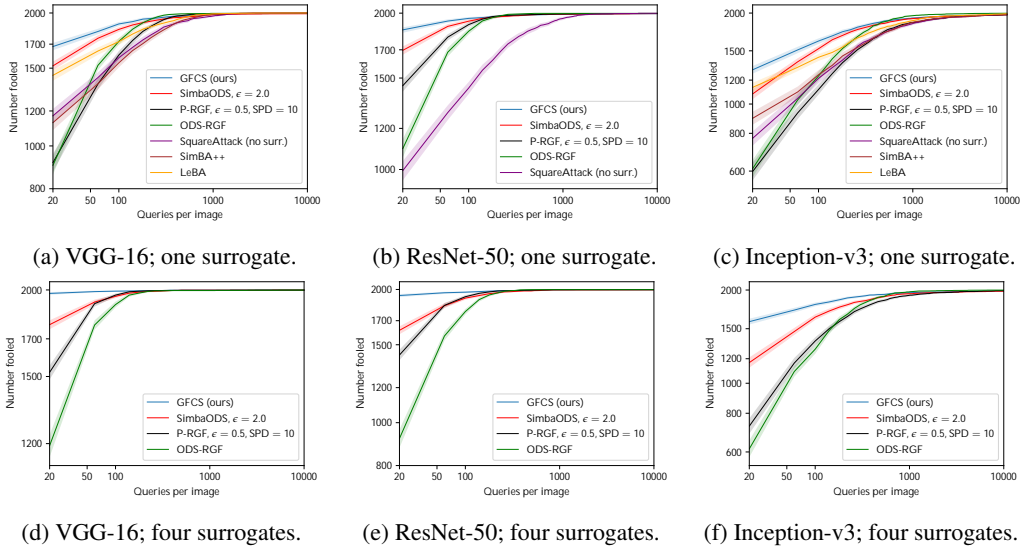 2000
1700
1500
1200
1000
800
Number fooled
GFCS (ours)
SimbaODS, ϵ = 2.0
P-RGF, ϵ = 0.5, SPD = 10
ODS-RGF
SquareAttack (no surr.)
SimBA++
LeBA
20 50 100 1000 10000
Queries per image
(a) VGG-16; one surrogate.
2000
1700
1500
1200
1000
Number fooled
GFCS (ours)
SimbaODS, ϵ = 2.0
P-RGF, ϵ = 0.5, SPD = 10
ODS-RGF
SquareAttack (no surr.)
20 50 100 1000 10000
Queries per image
(b) ResNet-50; one surrogate.
2000
1500
1200
1000
800
600
Number fooled
GFCS (ours)
SimbaODS, ϵ = 2.0
P-RGF, ϵ = 0.5, SPD = 10
ODS-RGF
SquareAttack (no surr.)
SimBA++
LeBA
20 50 100 1000 10000
Queries per image
(c) Inception-v3; one surrogate.
2000
1700
1500
1200
Number fooled
GFCS (ours)
SimbaODS, ϵ = 2.0
P-RGF, ϵ = 0.5, SPD = 10
ODS-RGF
20 50 100 1000 10000
Queries per image
(d) VGG-16; four surrogates.
2000
1700
1500
1200
1000
800
Number fooled
GFCS (ours)
SimbaODS, ϵ = 2.0
P-RGF, ϵ = 0.5, SPD = 10
ODS-RGF
20 50 100 1000 10000
Queries per image
(e) ResNet-50; four surrogates.
2000
1500
1200
1000
800
600
Number fooled
GFCS (ours)
SimbaODS, ϵ = 2.0
P-RGF, ϵ = 0.5, SPD = 10
ODS-RGF
20 50 100 1000 10000
Queries per image
(f) Inception-v3; four surrogates.